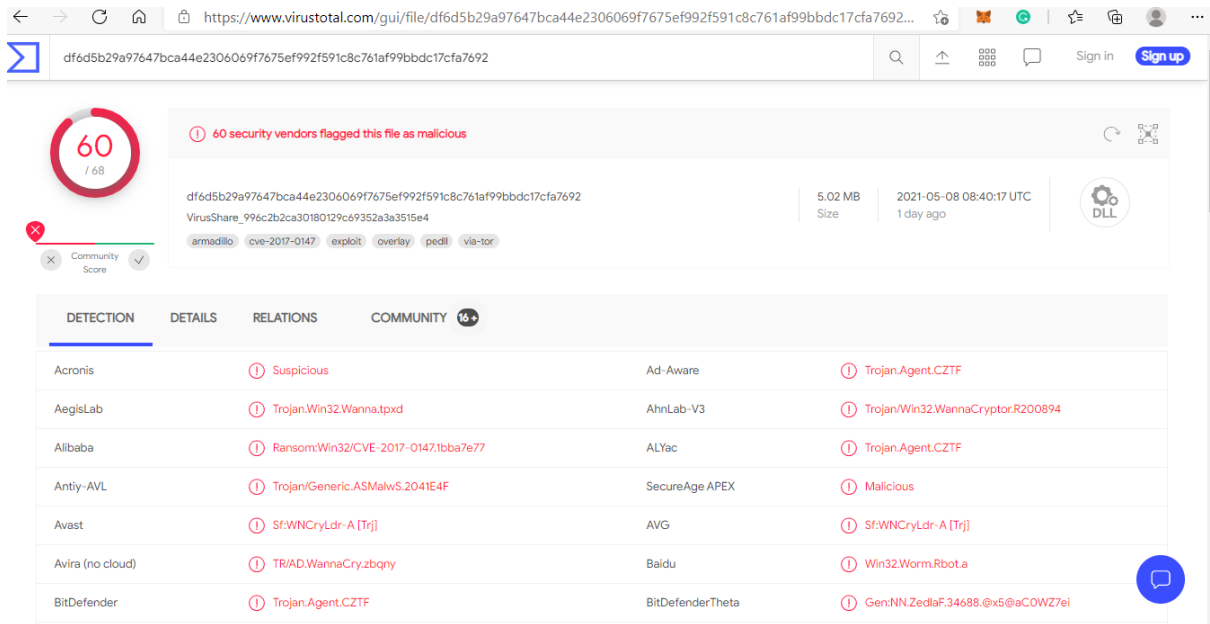 https://www.virustotal.com/gui/file/df6d5b29a97647bca44e2306069f7675ef992f591c8c761af99bbdc17cfa7692...
df6d5b29a97647bca44e2306069f7675ef992f591c8c761af99bbdc17cfa7692 Sign in Sign up
60
/ 68
60 security vendors flagged this file as malicious
df6d5b29a97647bca44e2306069f7675ef992f591c8c761af99bbdc17cfa7692
VirusShare_996c2b2ca30180129c69352a3a3515e4
armadillo cve-2017-0147 exploit overlay pedll via-tor
5.02 MB
Size
2021-05-08 08:40:17 UTC
1 day ago
DLL
Community
Score
DETECTION DETAILS RELATIONS COMMUNITY 16+
Acronis Suspicious Ad-Aware Trojan.Agent.CZTF
AegisLab Trojan.Win32.Wanna.tpxd AhnLab-V3 Trojan/Win32.WannaCryptor.R200894
Alibaba Ransom:Win32/CVE-2017-0147.1bba7e77 ALYac Trojan.Agent.CZTF
Antiy-AVL Trojan/Generic.ASMalwS.2041E4F SecureAge APEX Malicious
Avast Sf:WNCryLdr-A [Trj] AVG Sf:WNCryLdr-A [Trj]
Avira (no cloud) TR/AD.WannaCry.zbqny Baidu Win32.Worm.Rbot.a
BitDefender Trojan.Agent.CZTF BitDefenderTheta Gen:NN.ZedlaF.34688.@x5@aC0WZ7ei